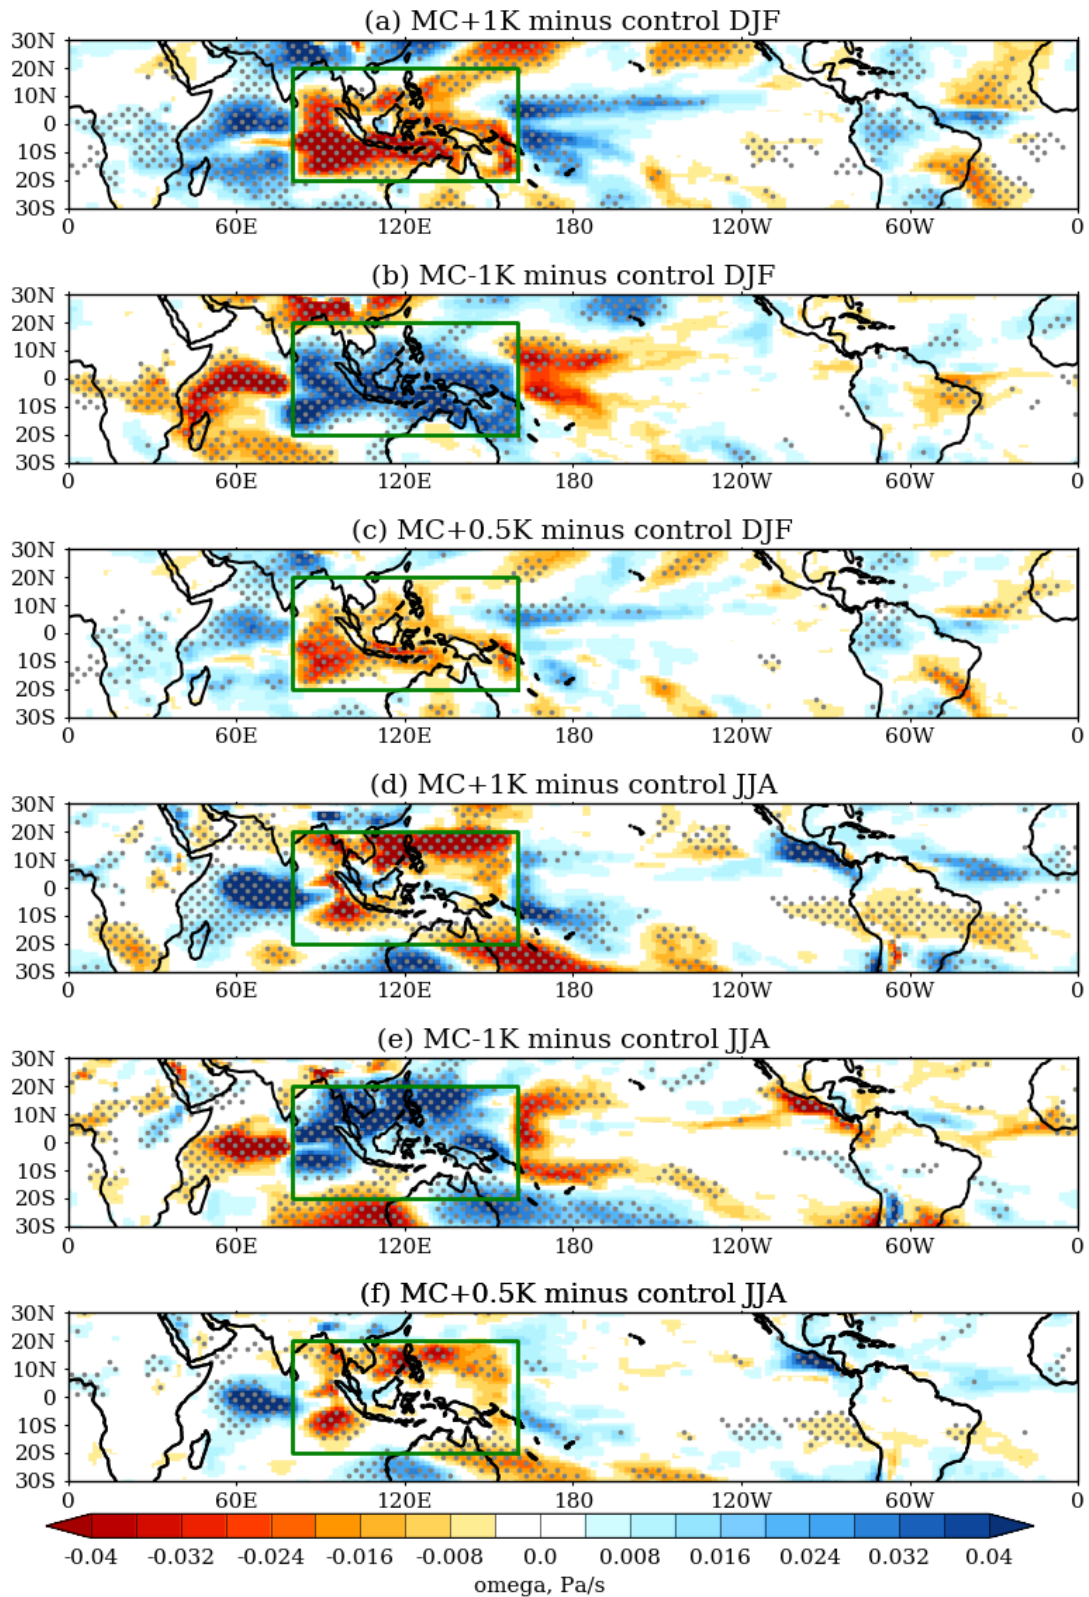 (a) MC+1K minus control DJF
30N
20N
10N
0
10S
20S
30S
0 60E 120E 180 120W 60W 0
(b) MC-1K minus control DJF
30N
20N
10N
0
10S
20S
30S
0 60E 120E 180 120W 60W 0
(c) MC+0.5K minus control DJF
30N
20N
10N
0
10S
20S
30S
0 60E 120E 180 120W 60W 0
(d) MC+1K minus control JJA
30N
20N
10N
0
10S
20S
30S
0 60E 120E 180 120W 60W 0
(e) MC-1K minus control JJA
30N
20N
10N
0
10S
20S
30S
0 60E 120E 180 120W 60W 0
(f) MC+0.5K minus control JJA
30N
20N
10N
0
10S
20S
30S
0 60E 120E 180 120W 60W 0
-0.04 -0.032 -0.024 -0.016 -0.008 0.0 0.008 0.016 0.024 0.032 0.04
omega, Pa/s